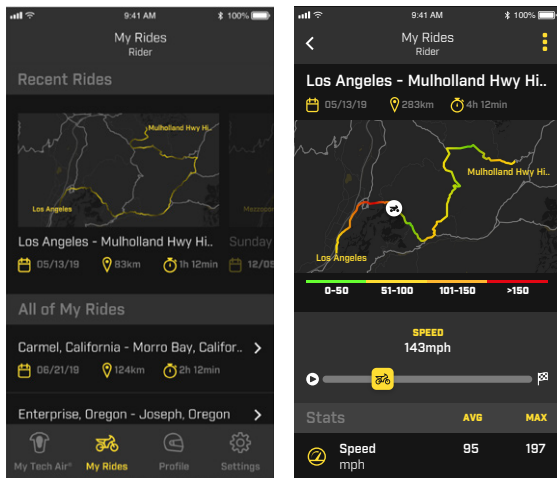 9:41 AM
100%
My Rides
Rider
Recent Rides
Mulholland Hwy Hi..
Los Angeles
Los Angeles - Mulholland Hwy Hi..
05/13/19
83km
1h 12min
Sunday
12/05
All of My Rides
Carmel, California - Morro Bay, Califor..
06/21/19
124km
2h 12min
Enterprise, Oregon - Joseph, Oregon
My Tech Air®
My Rides
Profile
Settings
9:41 AM
100%
My Rides
Rider
Los Angeles - Mulholland Hwy Hi..
05/13/19
283km
4h 12min
Mulholland Hwy Hi..
Los Angeles
0-50
51-100
101-150
>150
SPEED
143mph
Stats
AVG
MAX
Speed
95
197
mph